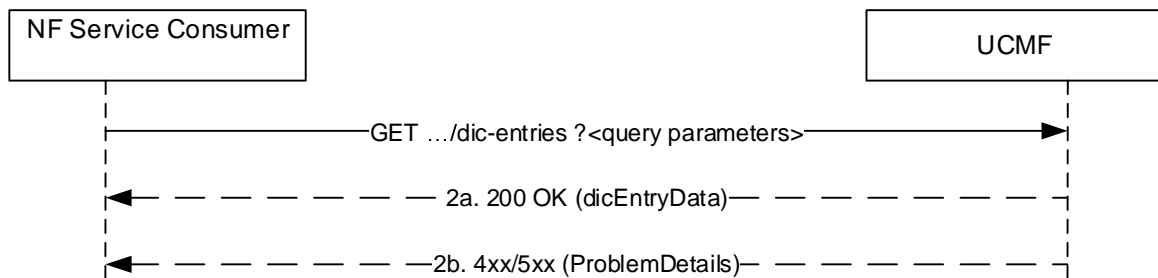 NF Service Consumer
UCMF
GET …/dic-entries ?<query parameters>
2a. 200 OK (dicEntryData)
2b. 4xx/5xx (ProblemDetails)